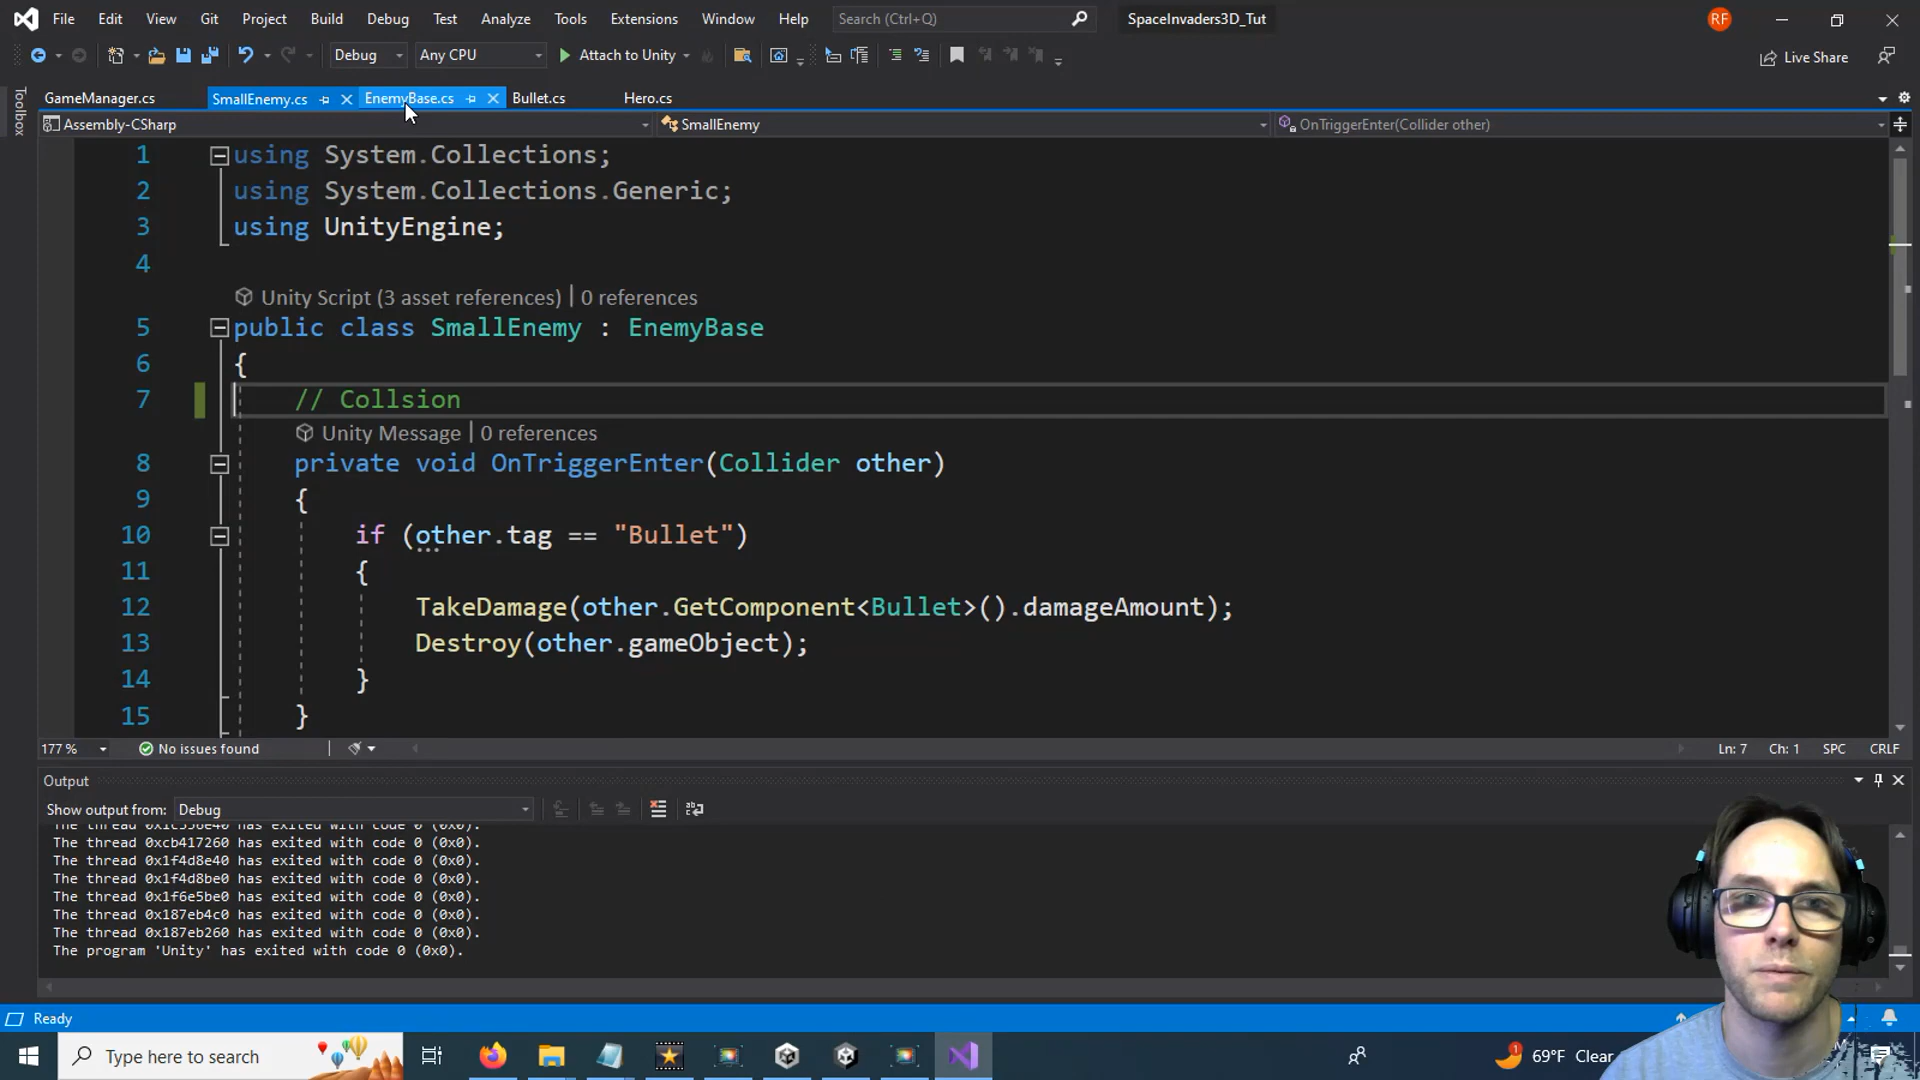 File Edit View Git Project Build Debug Test Analyze Tools Extensions Window Help Search (Ctrl+Q) SpaceInvaders3D_Tut RF
Debug Any CPU Attach to Unity Live Share
Toolbox
GameManager.cs SmallEnemy.cs EnemyBase.cs Bullet.cs Hero.cs
Assembly-CSharp SmallEnemy OnTriggerEnter(Collider other)
1 using System.Collections;
2 using System.Collections.Generic;
3 using UnityEngine;
4
Unity Script (3 asset references) | 0 references
5 public class SmallEnemy : EnemyBase
6 {
7 // Collsion
Unity Message | 0 references
8 private void OnTriggerEnter(Collider other)
9 {
10 if (other.tag == "Bullet")
11 {
12 TakeDamage(other.GetComponent<Bullet>().damageAmount);
13 Destroy(other.gameObject);
14 }
15 }
177 % No issues found Ln: 7 Ch: 1 SPC CRLF
Output
Show output from: Debug
The thread 0x1c556e40 has exited with code 0 (0x0).
The thread 0xcb417260 has exited with code 0 (0x0).
The thread 0x1f4d8e40 has exited with code 0 (0x0).
The thread 0x1f4d8be0 has exited with code 0 (0x0).
The thread 0x1f6e5be0 has exited with code 0 (0x0).
The thread 0x187eb4c0 has exited with code 0 (0x0).
The thread 0x187eb260 has exited with code 0 (0x0).
The program 'Unity' has exited with code 0 (0x0).
Ready
Type here to search 1 69°F Clear